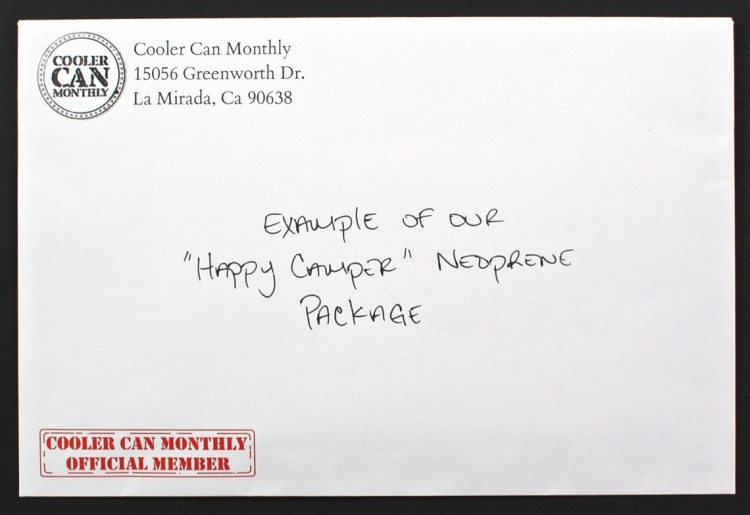 COOLER
CAN
MONTHLY
Cooler Can Monthly
15056 Greenworth Dr.
La Mirada, Ca 90638
EXAMPlE OF OUR
"HAPPy CAMPER" NEOPRENE
PACKAGE
COOLER CAN MONTHLY
OFFICIAL MEMBER